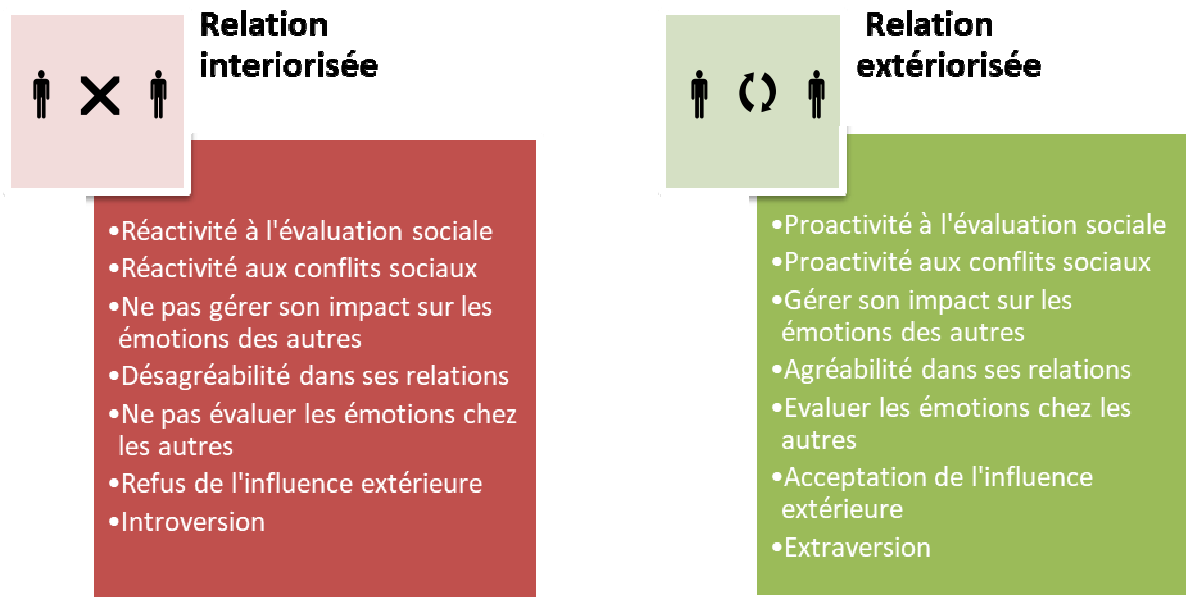 Relation
interiorisée
•Réactivité à l'évaluation sociale
•Réactivité aux conflits sociaux
•Ne pas gérer son impact sur les
émotions des autres
•Désagréabilité dans ses relations
•Ne pas évaluer les émotions chez
les autres
•Refus de l'influence extérieure
•Introversion
Relation
extériorisée
•Proactivité à l'évaluation sociale
•Proactivité aux conflits sociaux
•Gérer son impact sur les
émotions des autres
•Agréabilité dans ses relations
•Evaluer les émotions chez les
autres
•Acceptation de l'influence
extérieure
•Extraversion